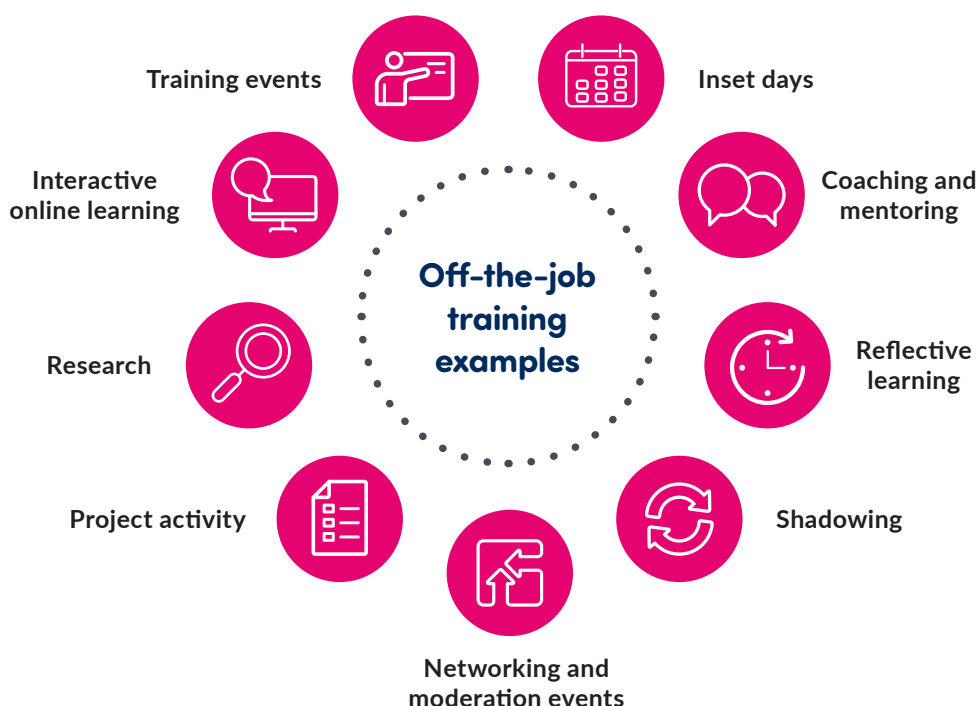 Training events
Inset days
Interactive
online learning
Coaching and
mentoring
Off-the-job
training
examples
Research
Reflective
learning
Project activity
Shadowing
Networking and
moderation events